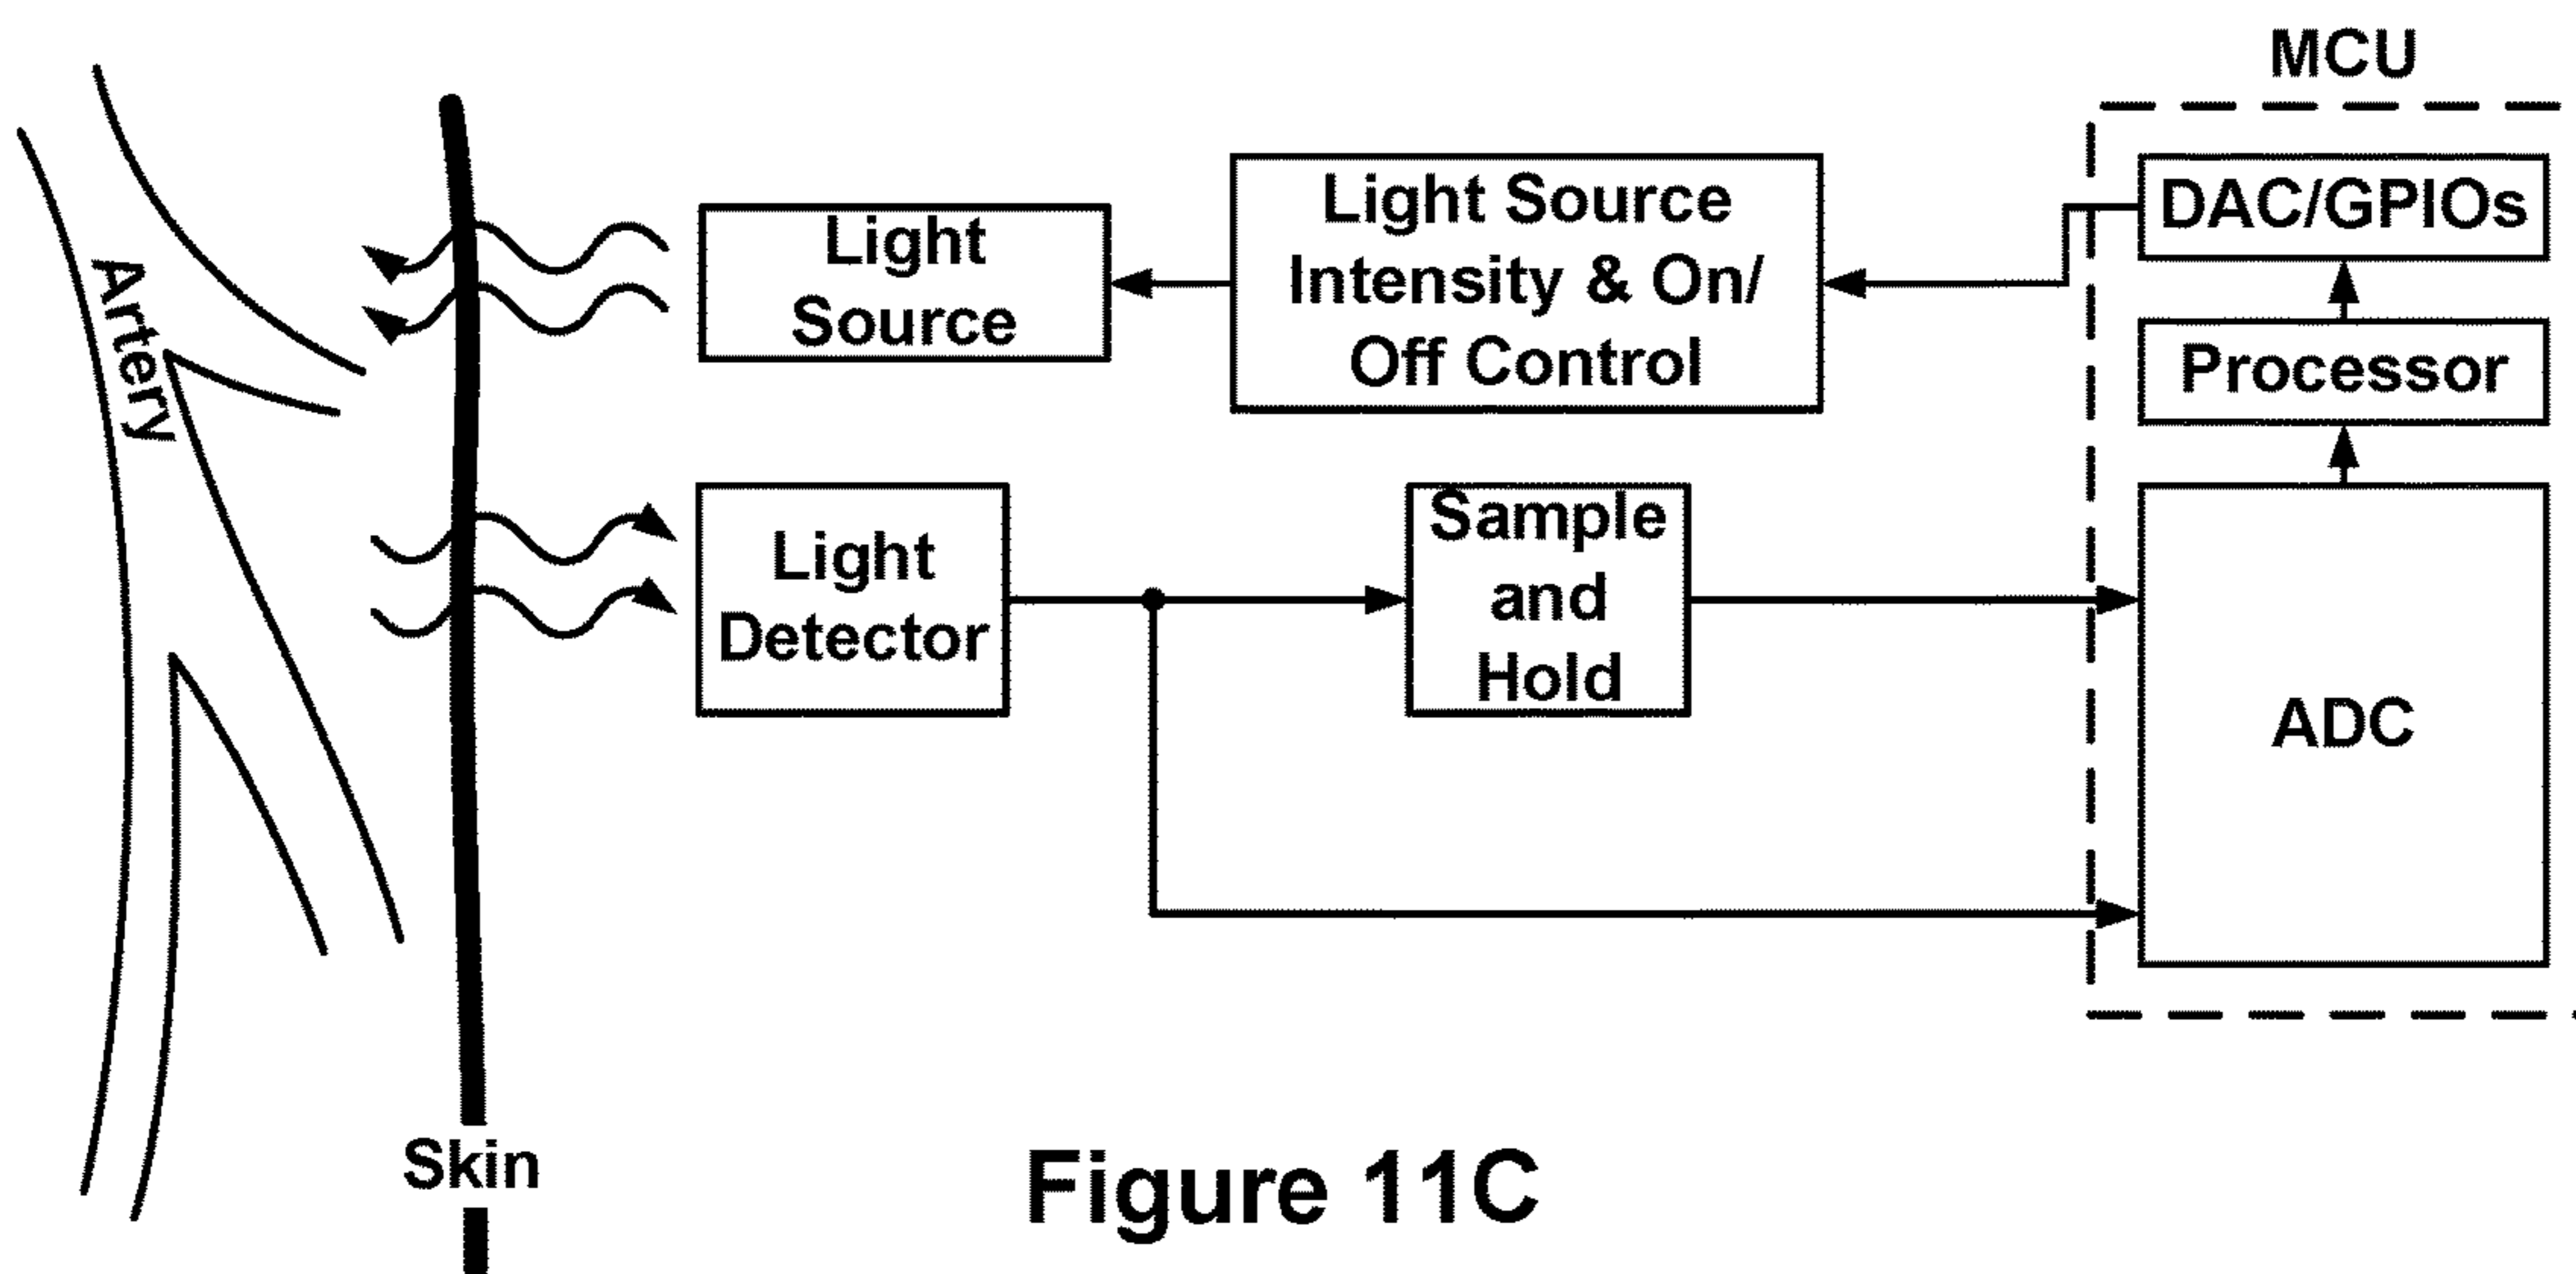 MCU
Light Source
Intensity & On/
Off Control
DAC/GPIOs
Light
Source
Processor
Artery
Light
Detector
Sample
and
Hold
ADC
Skin
Figure 11C